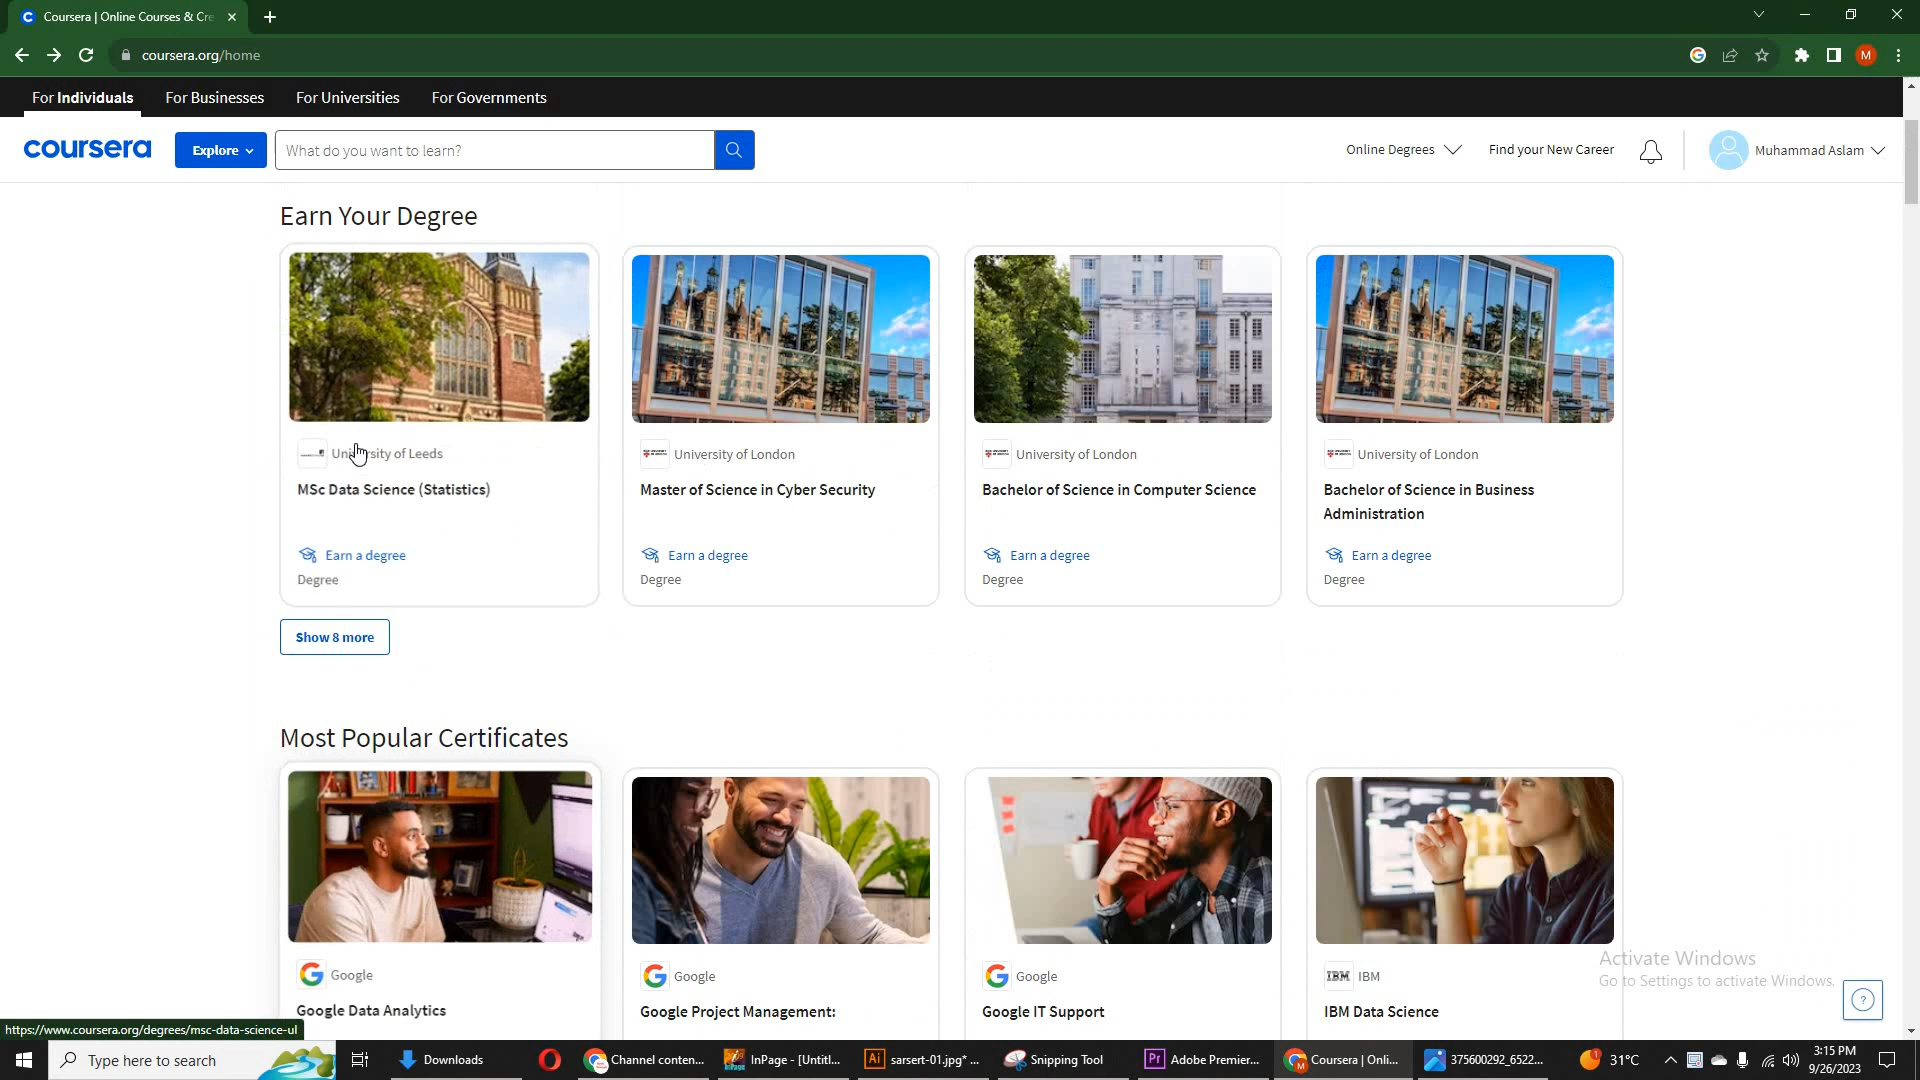 Coursera | Online Courses & Cre
coursera.org/home
M
For Individuals
For Businesses
For Universities
For Governments
coursera
Explore
What do you want to learn?
Online Degrees
Find your New Career
Muhammad Aslam
Earn Your Degree
University of Leeds
MSc Data Science (Statistics)
Earn a degree
Degree
University of London
Master of Science in Cyber Security
Earn a degree
Degree
University of London
Bachelor of Science in Computer Science
Earn a degree
Degree
University of London
Bachelor of Science in Business
Administration
Earn a degree
Degree
Show 8 more
Most Popular Certificates
Google
Google Data Analytics
Google
Google Project Management:
Google
Google IT Support
IBM
IBM
IBM Data Science
Activate Windows
Go to Settings to activate Windows.
?
https://www.coursera.org/degrees/msc-data-science-ul
Type here to search
Downloads
Channel conten...
InPage - [Untitl...
Ai
sarsert-01.jpg* ...
Snipping Tool
Pr
Adobe Premier...
Coursera | Onli...
375600292_6522...
1
31°C
3:15 PM
9/26/2023